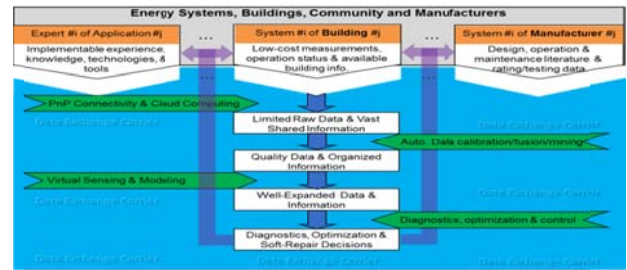 Energy Systems, Buildings, Community and Manufacturers
Expert #i of Application #j
...
System #i of Building #j
...
System #i of Manufacturer #j
Implementable experience,
knowledge, technologies, &
tools
Low-cost measurements,
operation status & available
building info.
Design, operation &
maintenance literature &
rating/testing data.
...
...
PnP Connectivity & Cloud Computing
Limited Raw Data & Vast
Shared Information
Data Exchange Carrier
Data Exchange Carrier
Auto. Data calibration/fusion/mining
Quality Data & Organized
Information
Virtual Sensing & Modeling
Well-Expanded Data &
Information
Data Exchange Carrier
Data Exchange Carrier
Diagnostics, optimization & control
Diagnostics, Optimization &
Soft-Repair Decisions
Data Exchange Carrier
Data Exchange Carrier
Data Exchange Carrier